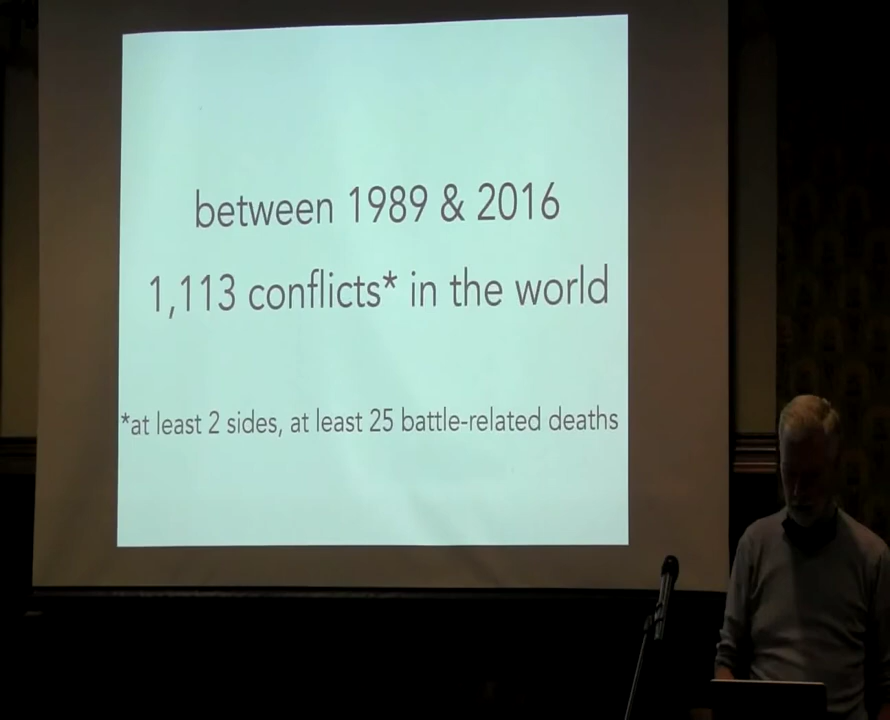 between 1989 & 2016
1,113 conflicts* in the world
*at least 2 sides, at least 25 battle-related deaths